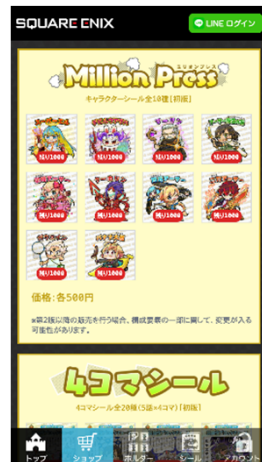 SQUARE ENIX
LINE ログイン
ミリオンプレス
Million Press
キャラクターシール全10種[初版]
残り1000 残り1000 残り1000 残り1000
残り1000 残り1000 残り1000 残り1000
残り1000 残り1000
価格:各500円
※第2版以降の販売を行う場合、構成要素の一部に関して、変更が入る
可能性があります。
4コマシール
4コマシール全20種(5話×4コマ)[初版]
トップ ショップ ホルダー シール アカウント